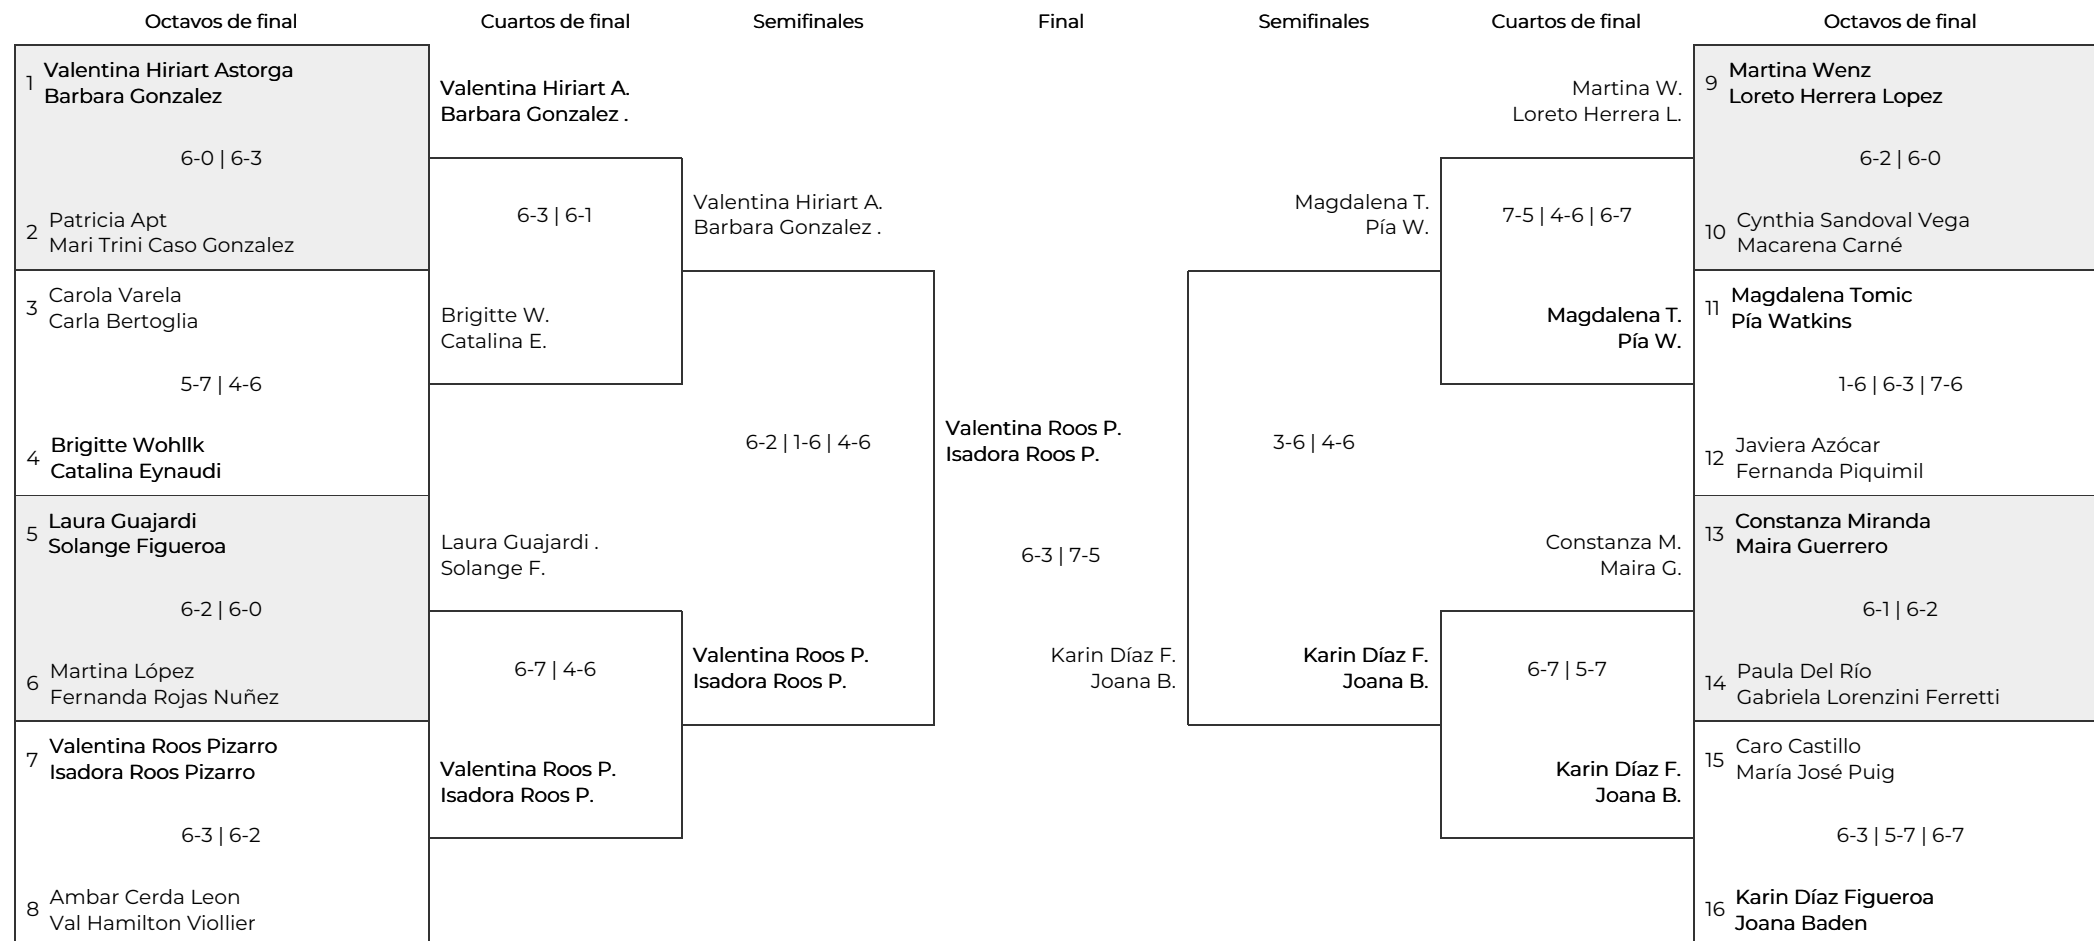 Octavos de final
Cuartos de final
Semifinales
Final
Semifinales
Cuartos de final
Octavos de final
1
Valentina Hiriart Astorga
Barbara Gonzalez
6-0 | 6-3
2
Patricia Apt
Mari Trini Caso Gonzalez
3
Carola Varela
Carla Bertoglia
5-7 | 4-6
4
Brigitte Wohllk
Catalina Eynaudi
5
Laura Guajardi
Solange Figueroa
6-2 | 6-0
6
Martina López
Fernanda Rojas Nuñez
7
Valentina Roos Pizarro
Isadora Roos Pizarro
6-3 | 6-2
8
Ambar Cerda Leon
Val Hamilton Viollier
Valentina Hiriart A.
Barbara Gonzalez .
6-3 | 6-1
Brigitte W.
Catalina E.
Laura Guajardi .
Solange F.
6-7 | 4-6
Valentina Roos P.
Isadora Roos P.
Valentina Hiriart A.
Barbara Gonzalez .
6-2 | 1-6 | 4-6
Valentina Roos P.
Isadora Roos P.
Valentina Roos P.
Isadora Roos P.
6-3 | 7-5
Karin Díaz F.
Joana B.
Magdalena T.
Pía W.
3-6 | 4-6
Karin Díaz F.
Joana B.
Martina W.
Loreto Herrera L.
7-5 | 4-6 | 6-7
Magdalena T.
Pía W.
Constanza M.
Maira G.
6-7 | 5-7
Karin Díaz F.
Joana B.
9
Martina Wenz
Loreto Herrera Lopez
6-2 | 6-0
10
Cynthia Sandoval Vega
Macarena Carné
11
Magdalena Tomic
Pía Watkins
1-6 | 6-3 | 7-6
12
Javiera Azócar
Fernanda Piquimil
13
Constanza Miranda
Maira Guerrero
6-1 | 6-2
14
Paula Del Río
Gabriela Lorenzini Ferretti
15
Caro Castillo
María José Puig
6-3 | 5-7 | 6-7
16
Karin Díaz Figueroa
Joana Baden